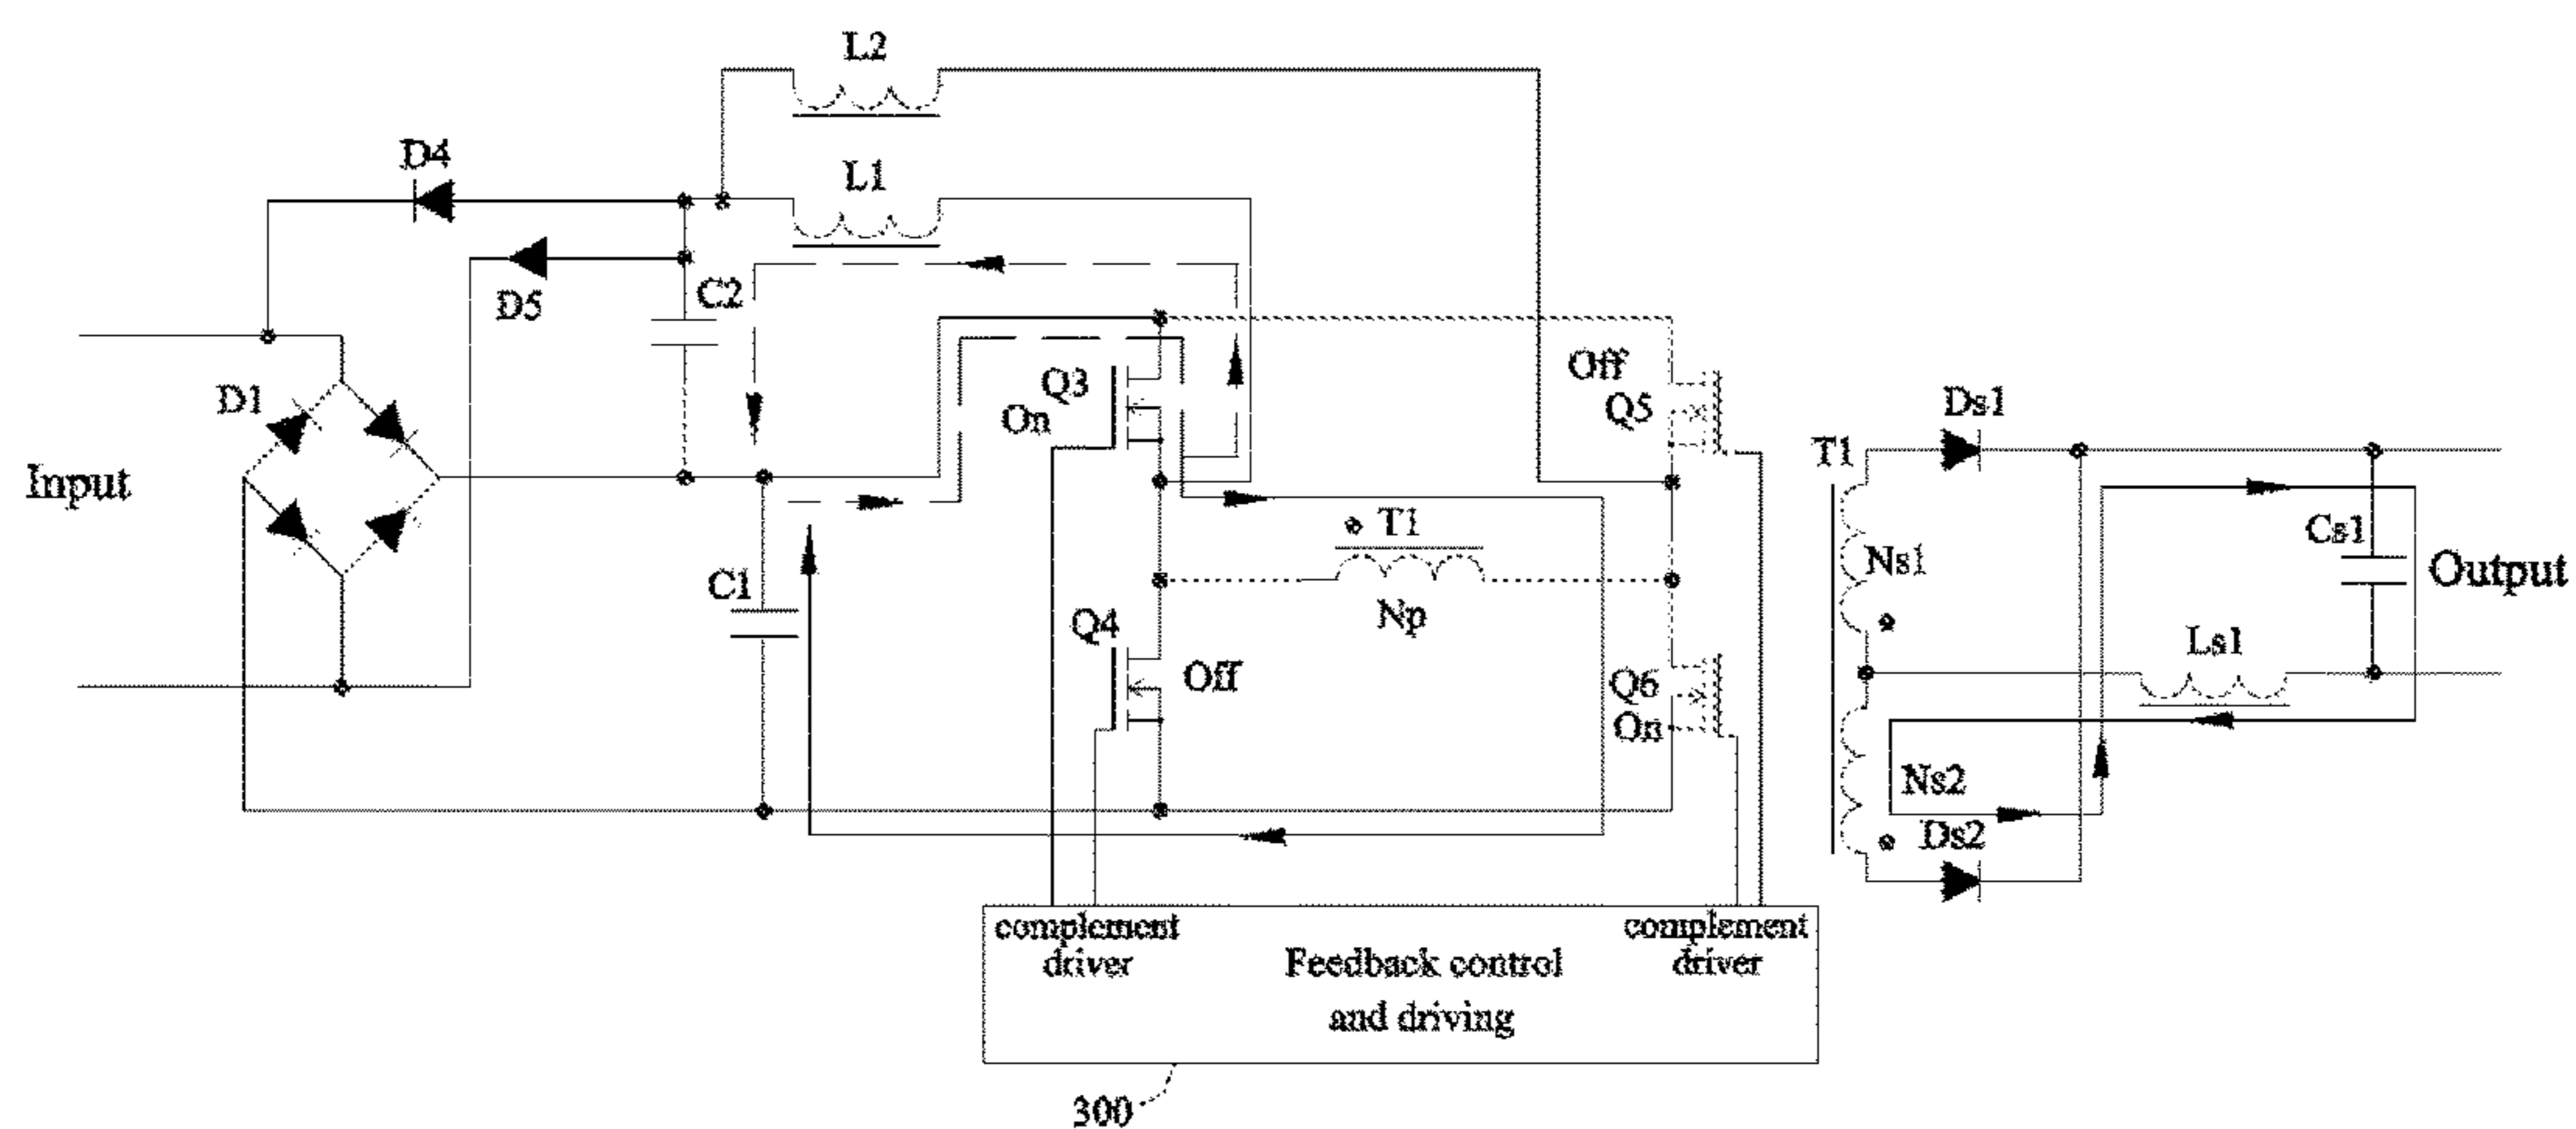 L2
D4
L1
C2
D5
Off
Q3
D1
On
Q5
Ds1
T1
Input
T1
Ns1
Cs1
Output
C1
Np
Q4
Ls1
Off
Q6
On
Ns2
Ds2
complement
driver
complement
driver
Feedback control
and driving
300